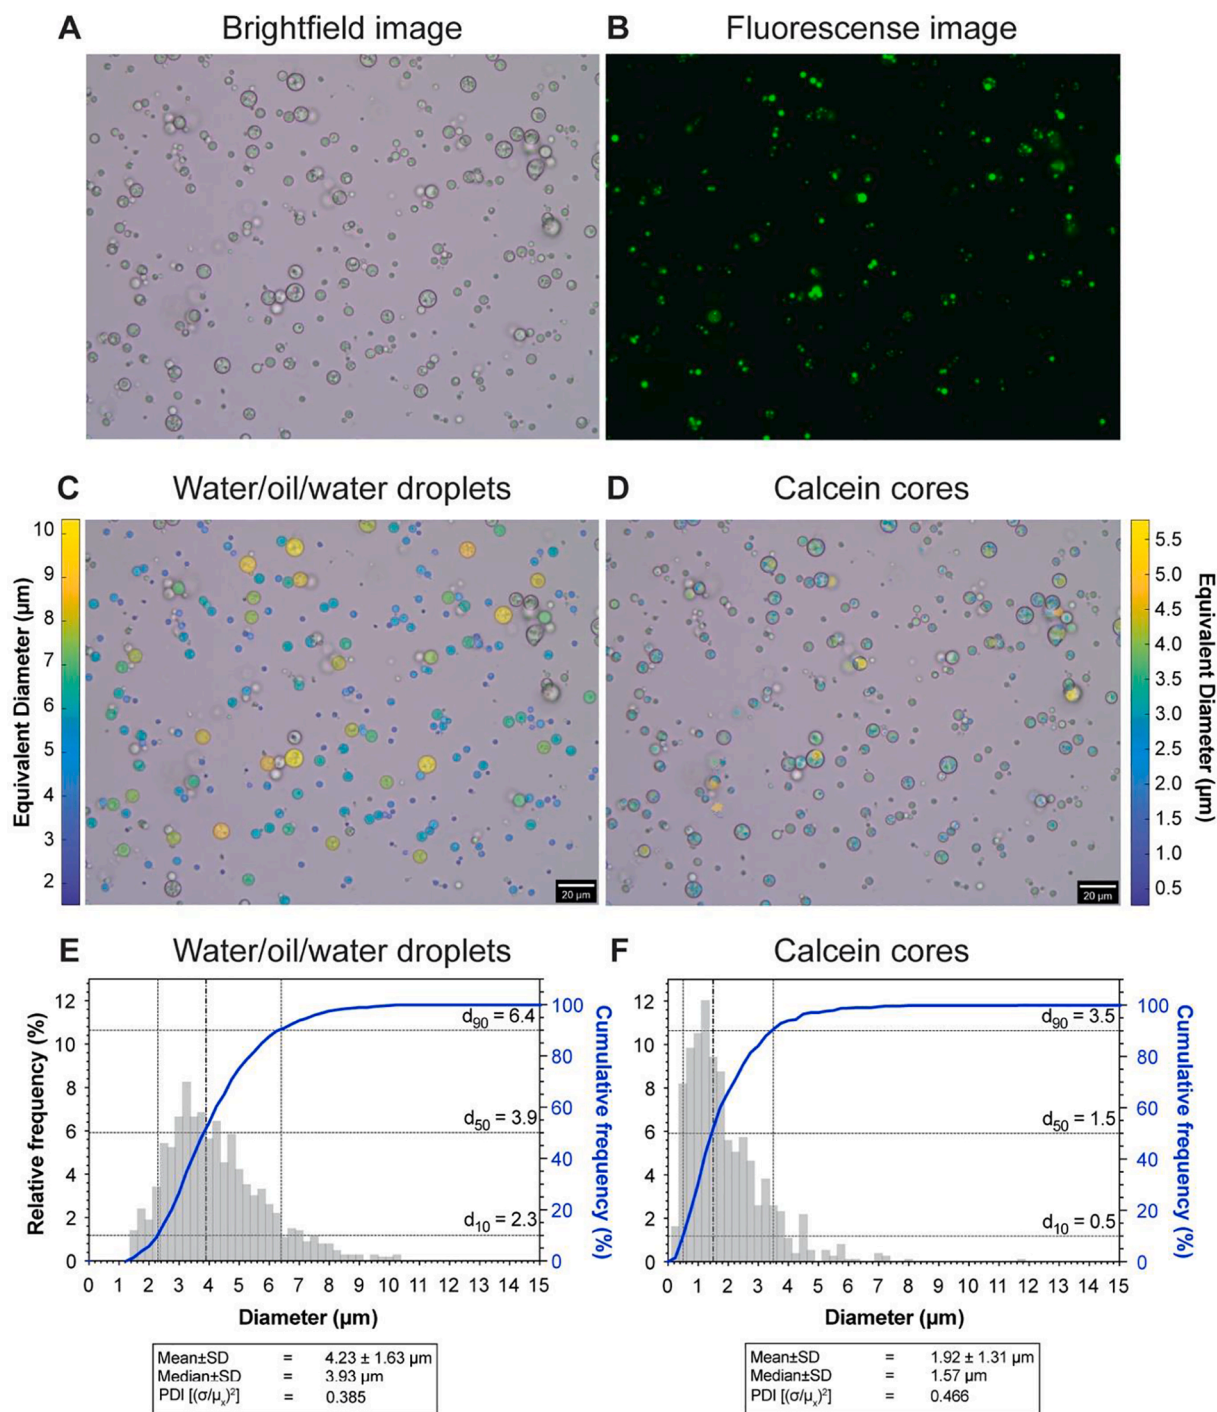 A Brightfield image
B Fluorescense image
C Water/oil/water droplets
D Calcein cores
Equivalent Diameter (µm)
10
9
8
7
6
5
4
3
2
20 µm
20 µm
5.5
5.0
4.5
4.0
3.5
3.0
2.5
2.0
1.5
1.0
0.5
Equivalent Diameter (µm)
E Water/oil/water droplets
Relative frequency (%)
12
10
8
6
4
2
0
d90 = 6.4
d50 = 3.9
d10 = 2.3
100
80
60
40
20
0
Cumulative frequency (%)
0 1 2 3 4 5 6 7 8 9 10 11 12 13 14 15
Diameter (µm)
Mean±SD = 4.23 ± 1.63 µm
Median±SD = 3.93 µm
PDI [(σ/µx)²] = 0.385
F Calcein cores
12
10
8
6
4
2
0
d90 = 3.5
d50 = 1.5
d10 = 0.5
100
80
60
40
20
0
Cumulative frequency (%)
0 1 2 3 4 5 6 7 8 9 10 11 12 13 14 15
Diameter (µm)
Mean±SD = 1.92 ± 1.31 µm
Median±SD = 1.57 µm
PDI [(σ/µx)²] = 0.466